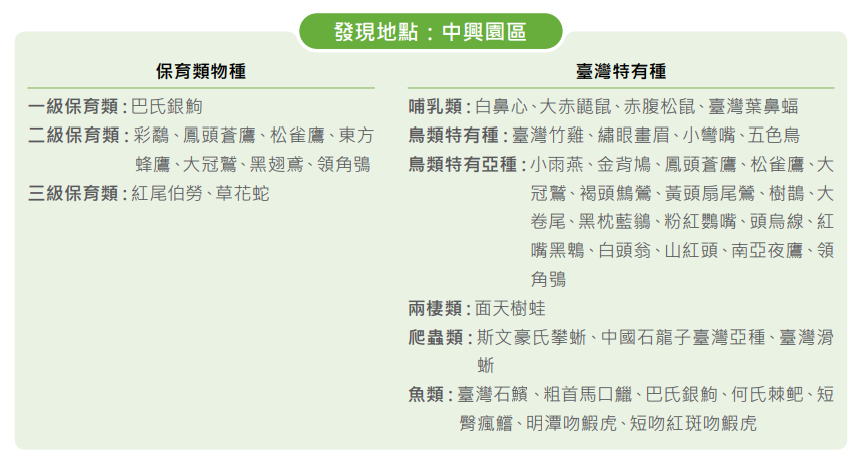 發現地點：中興園區
保育類物種
一級保育類：巴氏銀鮈
二級保育類：彩鷸、鳳頭蒼鷹、松雀鷹、東方
蜂鷹、大冠鷲、黑翅鳶、領角鴞
三級保育類：紅尾伯勞、草花蛇
臺灣特有種
哺乳類：白鼻心、大赤鼯鼠、赤腹松鼠、臺灣葉鼻蝠
鳥類特有種：臺灣竹雞、繡眼畫眉、小彎嘴、五色鳥
鳥類特有亞種：小雨燕、金背鳩、鳳頭蒼鷹、松雀鷹、大
冠鷲、褐頭鷦鶯、黃頭扇尾鶯、樹鵲、大
卷尾、黑枕藍鶲、粉紅鸚嘴、頭烏線、紅
嘴黑鵯、白頭翁、山紅頭、南亞夜鷹、領
角鴞
兩棲類：面天樹蛙
爬蟲類：斯文豪氏攀蜥、中國石龍子臺灣亞種、臺灣滑
蜥
魚類：臺灣石𩼧、粗首馬口鱲、巴氏銀鮈、何氏棘鲃、短
臀瘋鱨、明潭吻鰕虎、短吻紅斑吻鰕虎